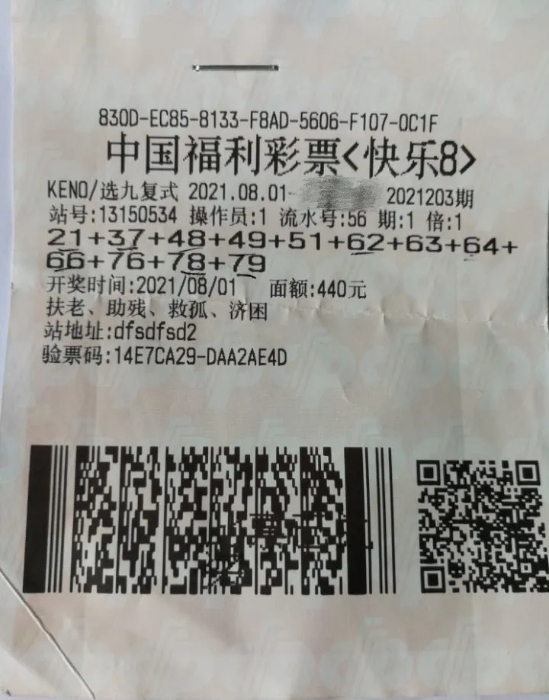 830D-EC85-8133-F8AD-5606-F107-0C1F
中国福利彩票<快乐8>
KENO/选九复式 2021.08.01- 2021203期
站号:13150534 操作员:1 流水号:56 期:1 倍:1
21+37+48+49+51+62+63+64+
66+76+78+79
开奖时间:2021/08/01 面额:440元
扶老、助残、救孤、济困
站地址:dfsdfsd2
验票码:14E7CA29-DAA2AE4D